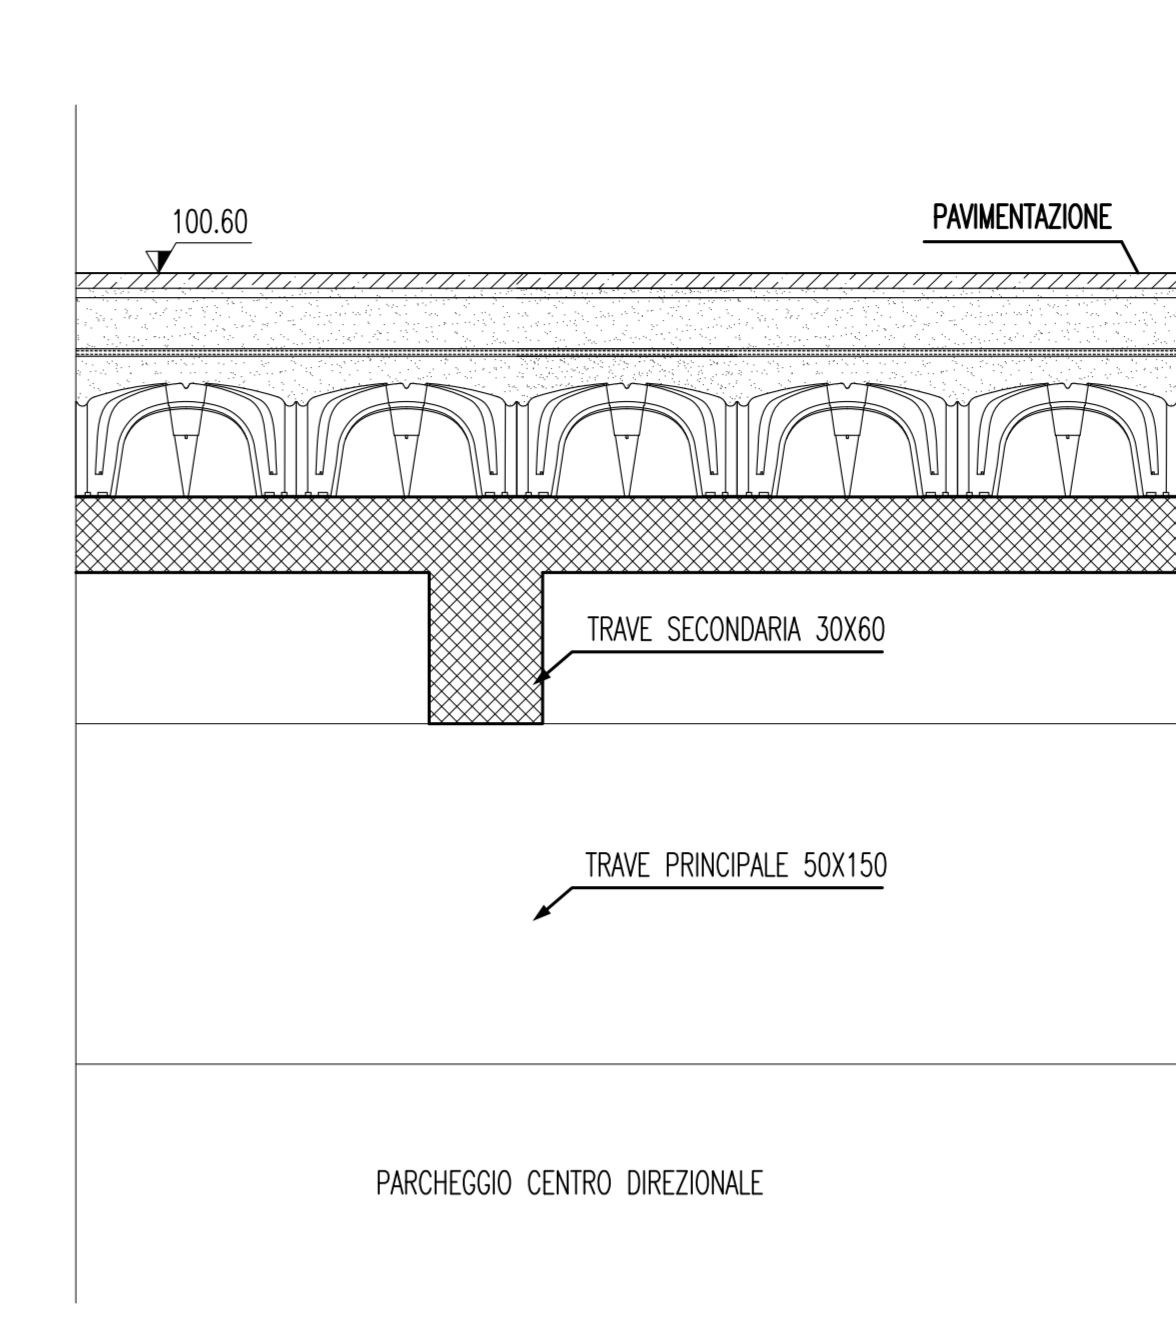 PAVIMENTAZIONE
100.60
TRAVE SECONDARIA 30X60
TRAVE PRINCIPALE 50X150
PARCHEGGIO CENTRO DIREZIONALE